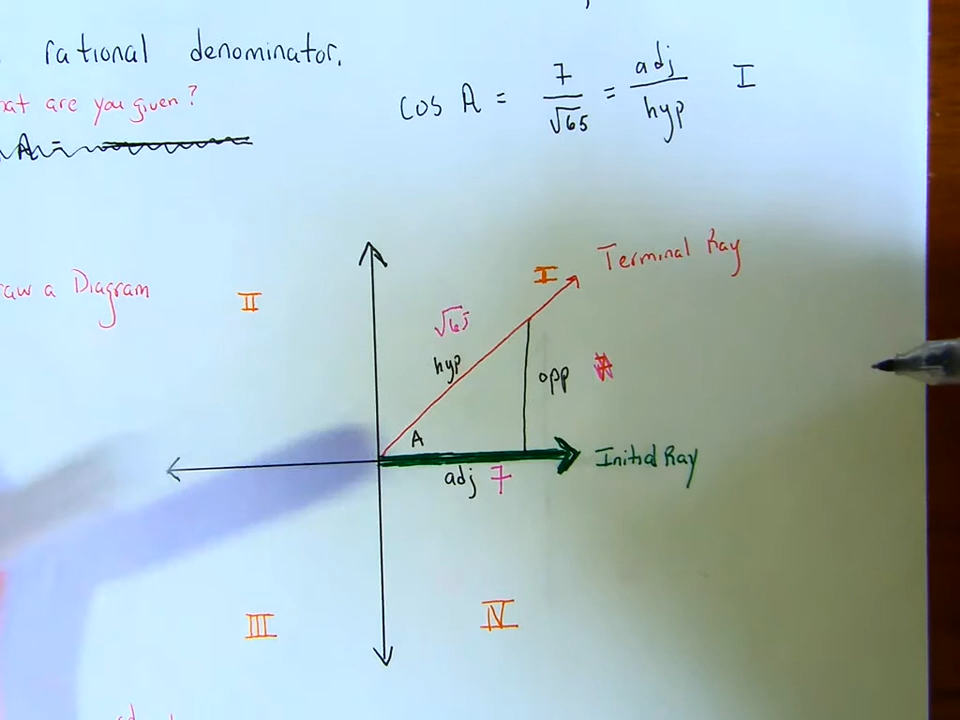 rational denominator.
at are you given?
A =
cos A = 7/√65 = adj/hyp I
raw a Diagram
II
I
Terminal Ray
√65
hyp
opp
A
Initial Ray
adj 7
III
IV